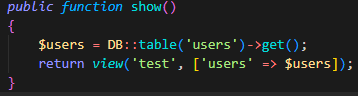 public function show()
{
    $users = DB::table('users')->get();
    return view('test', ['users' => $users]);
}